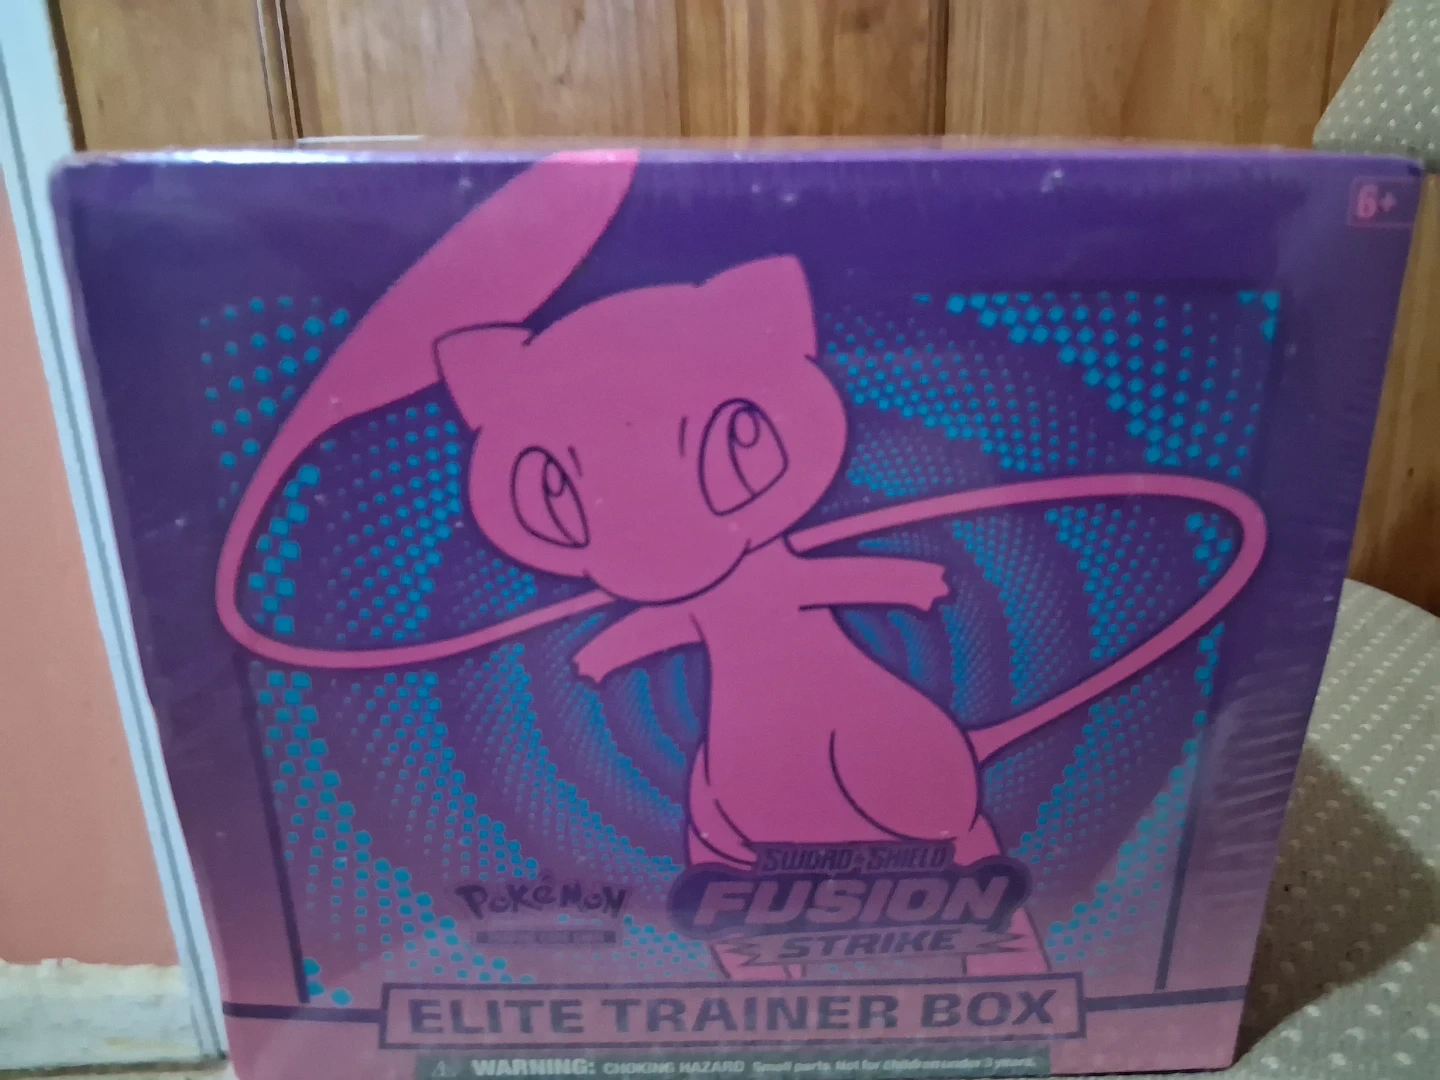 6+
SWORD & SHIELD
POKéMON
FUSION
STRIKE
ELITE TRAINER BOX
WARNING: CHOKING HAZARD Small parts. Not for children under 3 years.